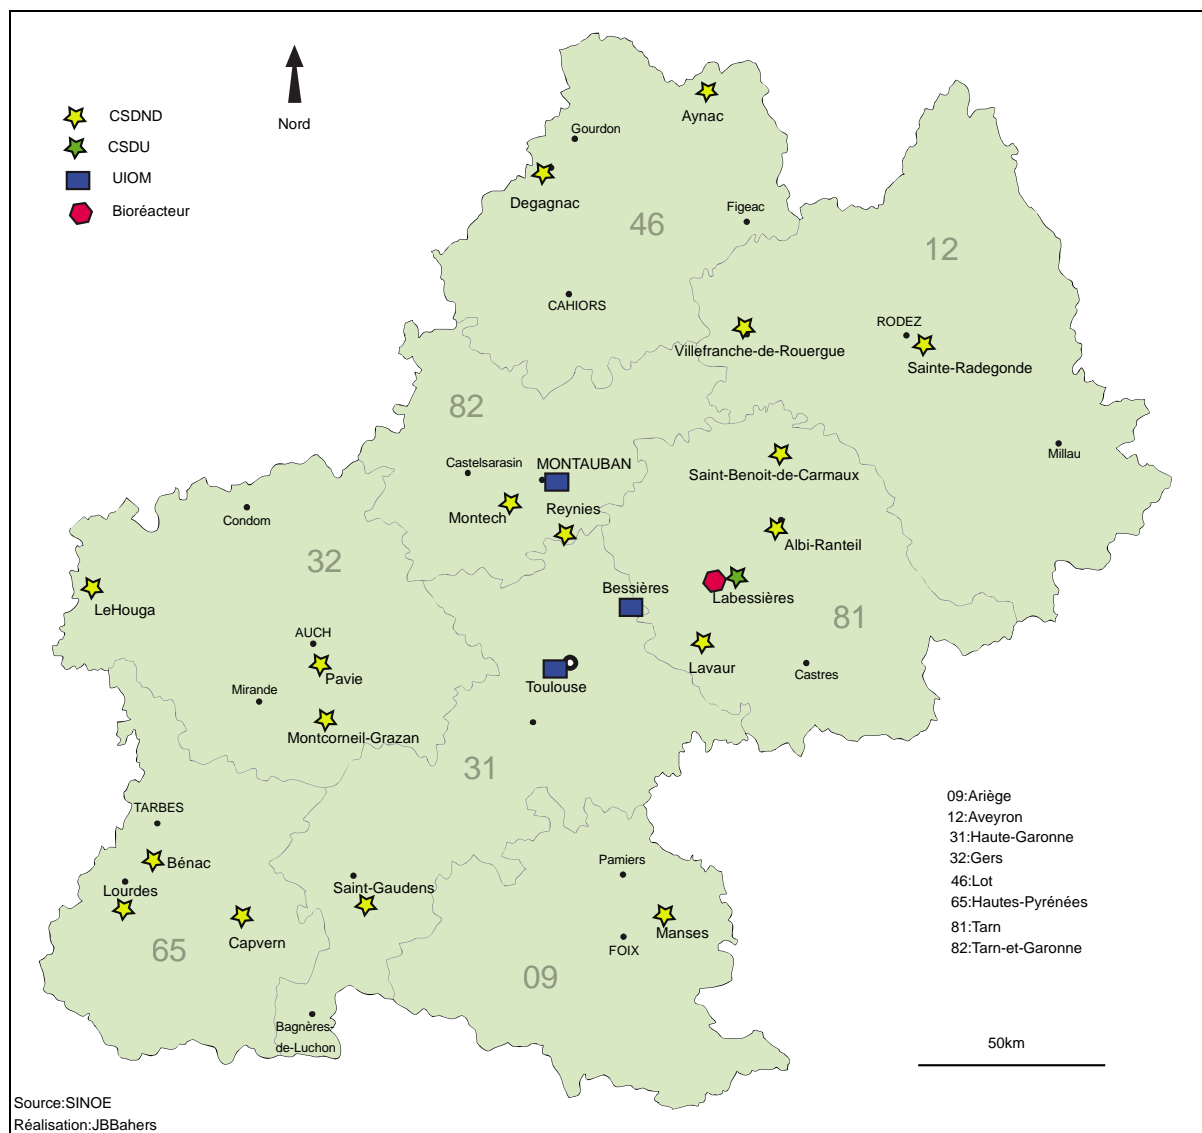 CSDND
CSDU
UIOM
Bioréacteur
Nord
Aynac
Gourdon
Degagnac
Figeac
46
12
CAHIORS
RODEZ
Villefranche-de-Rouergue
Sainte-Radegonde
82
Millau
Castelsarasin
MONTAUBAN
Saint-Benoit-de-Carmaux
Montech
Reynies
Condom
Albi-Ranteil
32
Bessières
Labessières
LeHouga
81
AUCH
Pavie
Lavaur
Castres
Mirande
Toulouse
Montcorneil-Grazan
31
TARBES
Bénac
Lourdes
Saint-Gaudens
Pamiers
Capvern
Manses
65
FOIX
09
Bagnères-
de-Luchon
09:Ariège
12:Aveyron
31:Haute-Garonne
32:Gers
46:Lot
65:Hautes-Pyrénées
81:Tarn
82:Tarn-et-Garonne
50km
Source:SINOE
Réalisation:JBBahers